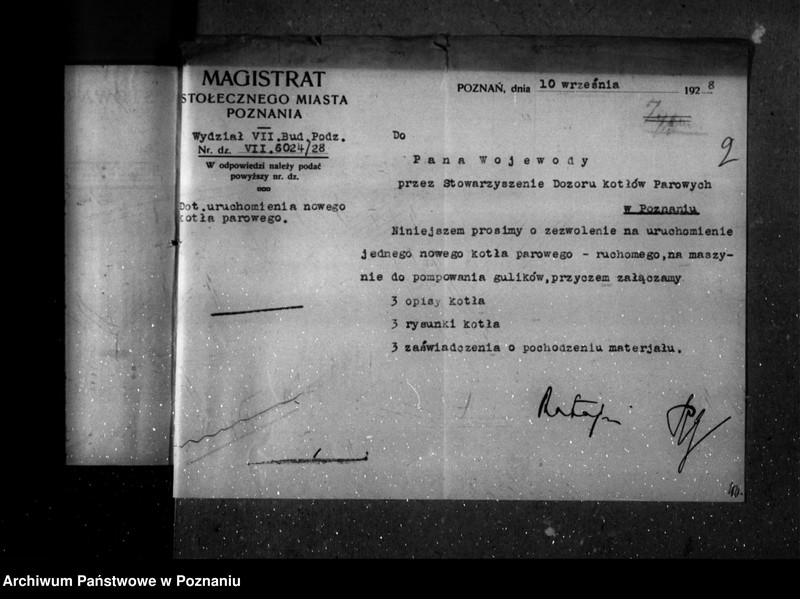 MAGISTRAT
STOŁECZNEGO MIASTA
POZNANIA
Wydział VII.Bud.Podz.
Nr. dz. VII.6024/28
W odpowiedzi należy podać
powyższy nr. dz.
Dot.uruchomienia nowego
kotła parowego.
POZNAŃ, dnia 10 września 1928
2
Do
Pana Wojewody
przez Stowarzyszenie Dozoru kotłów Parowych
w Poznaniu
Niniejszem prosimy o zezwolenie na uruchomienie
jednego nowego kotła parowego - ruchomego,na maszy-
nie do pompowania gulików,przyczem załączamy
3 opisy kotła
3 rysunki kotła
3 zaświadczenia o pochodzeniu materjału.
Archiwum Państwowe w Poznaniu